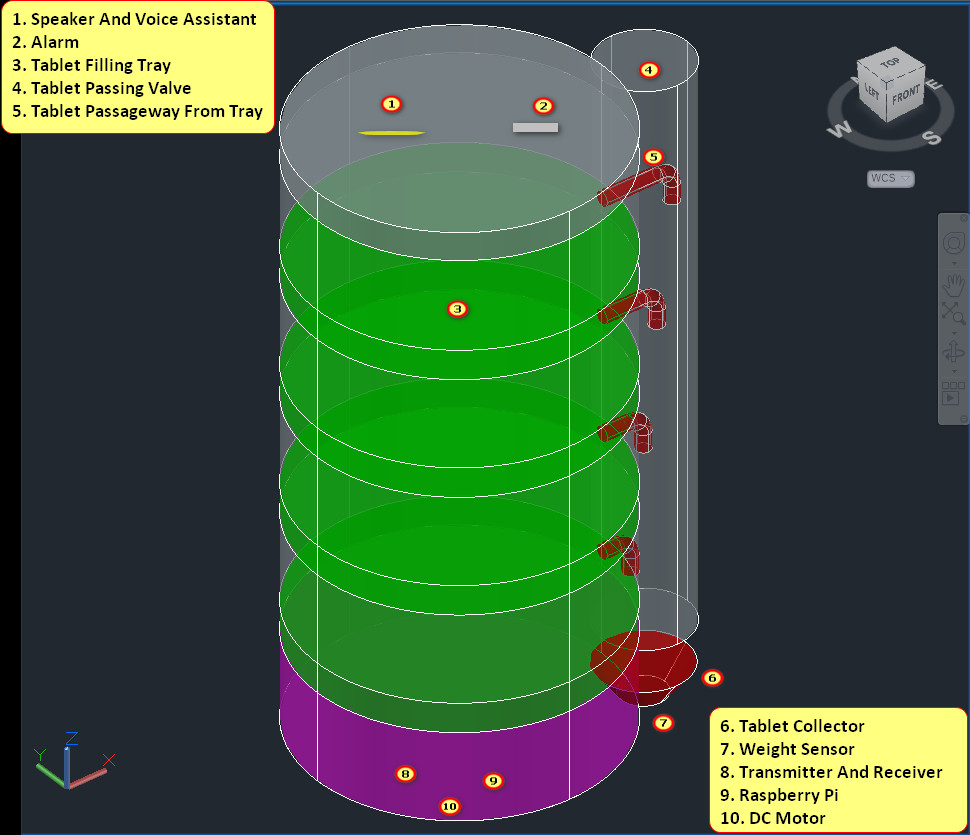 1. Speaker And Voice Assistant
2. Alarm
3. Tablet Filling Tray
4. Tablet Passing Valve
5. Tablet Passageway From Tray
1
2
4
5
3
TOP
LEFT
FRONT
E
W
S
WCS
6
7
8
9
10
Z
Y
X
6. Tablet Collector
7. Weight Sensor
8. Transmitter And Receiver
9. Raspberry Pi
10. DC Motor